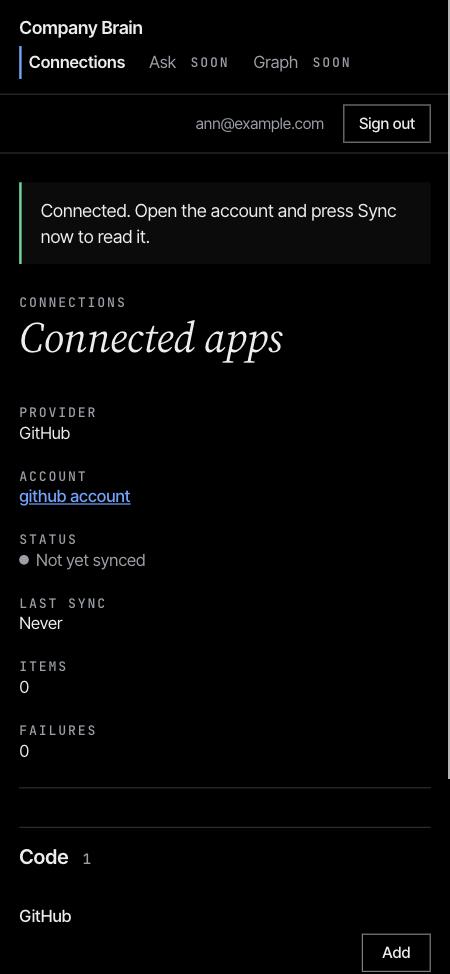 Company Brain
Connections Ask SOON Graph SOON
ann@example.com Sign out
Connected. Open the account and press Sync
now to read it.
CONNECTIONS
Connected apps
PROVIDER
GitHub
ACCOUNT
github account
STATUS
Not yet synced
LAST SYNC
Never
ITEMS
0
FAILURES
0
Code 1
GitHub
Add